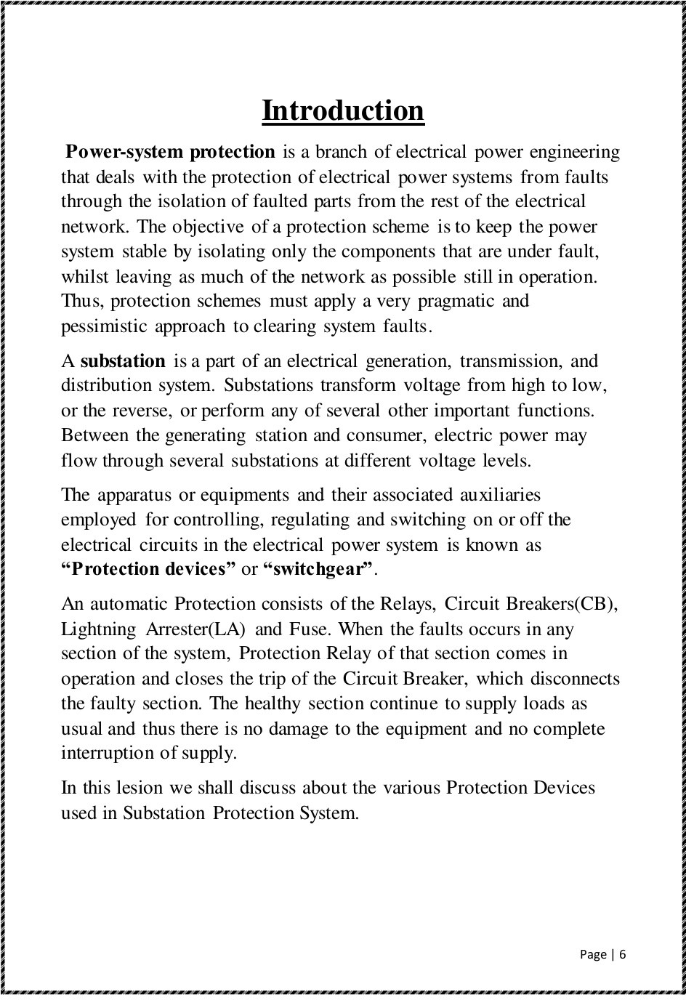 Introduction
Power-system protection is a branch of electrical power engineering
that deals with the protection of electrical power systems from faults
through the isolation of faulted parts from the rest of the electrical
network. The objective of a protection scheme is to keep the power
system stable by isolating only the components that are under fault,
whilst leaving as much of the network as possible still in operation.
Thus, protection schemes must apply a very pragmatic and
pessimistic approach to clearing system faults.
A substation is a part of an electrical generation, transmission, and
distribution system. Substations transform voltage from high to low,
or the reverse, or perform any of several other important functions.
Between the generating station and consumer, electric power may
flow through several substations at different voltage levels.
The apparatus or equipments and their associated auxiliaries
employed for controlling, regulating and switching on or off the
electrical circuits in the electrical power system is known as
“Protection devices” or “switchgear”.
An automatic Protection consists of the Relays, Circuit Breakers(CB),
Lightning Arrester(LA) and Fuse. When the faults occurs in any
section of the system, Protection Relay of that section comes in
operation and closes the trip of the Circuit Breaker, which disconnects
the faulty section. The healthy section continue to supply loads as
usual and thus there is no damage to the equipment and no complete
interruption of supply.
In this lesion we shall discuss about the various Protection Devices
used in Substation Protection System.
Page | 6